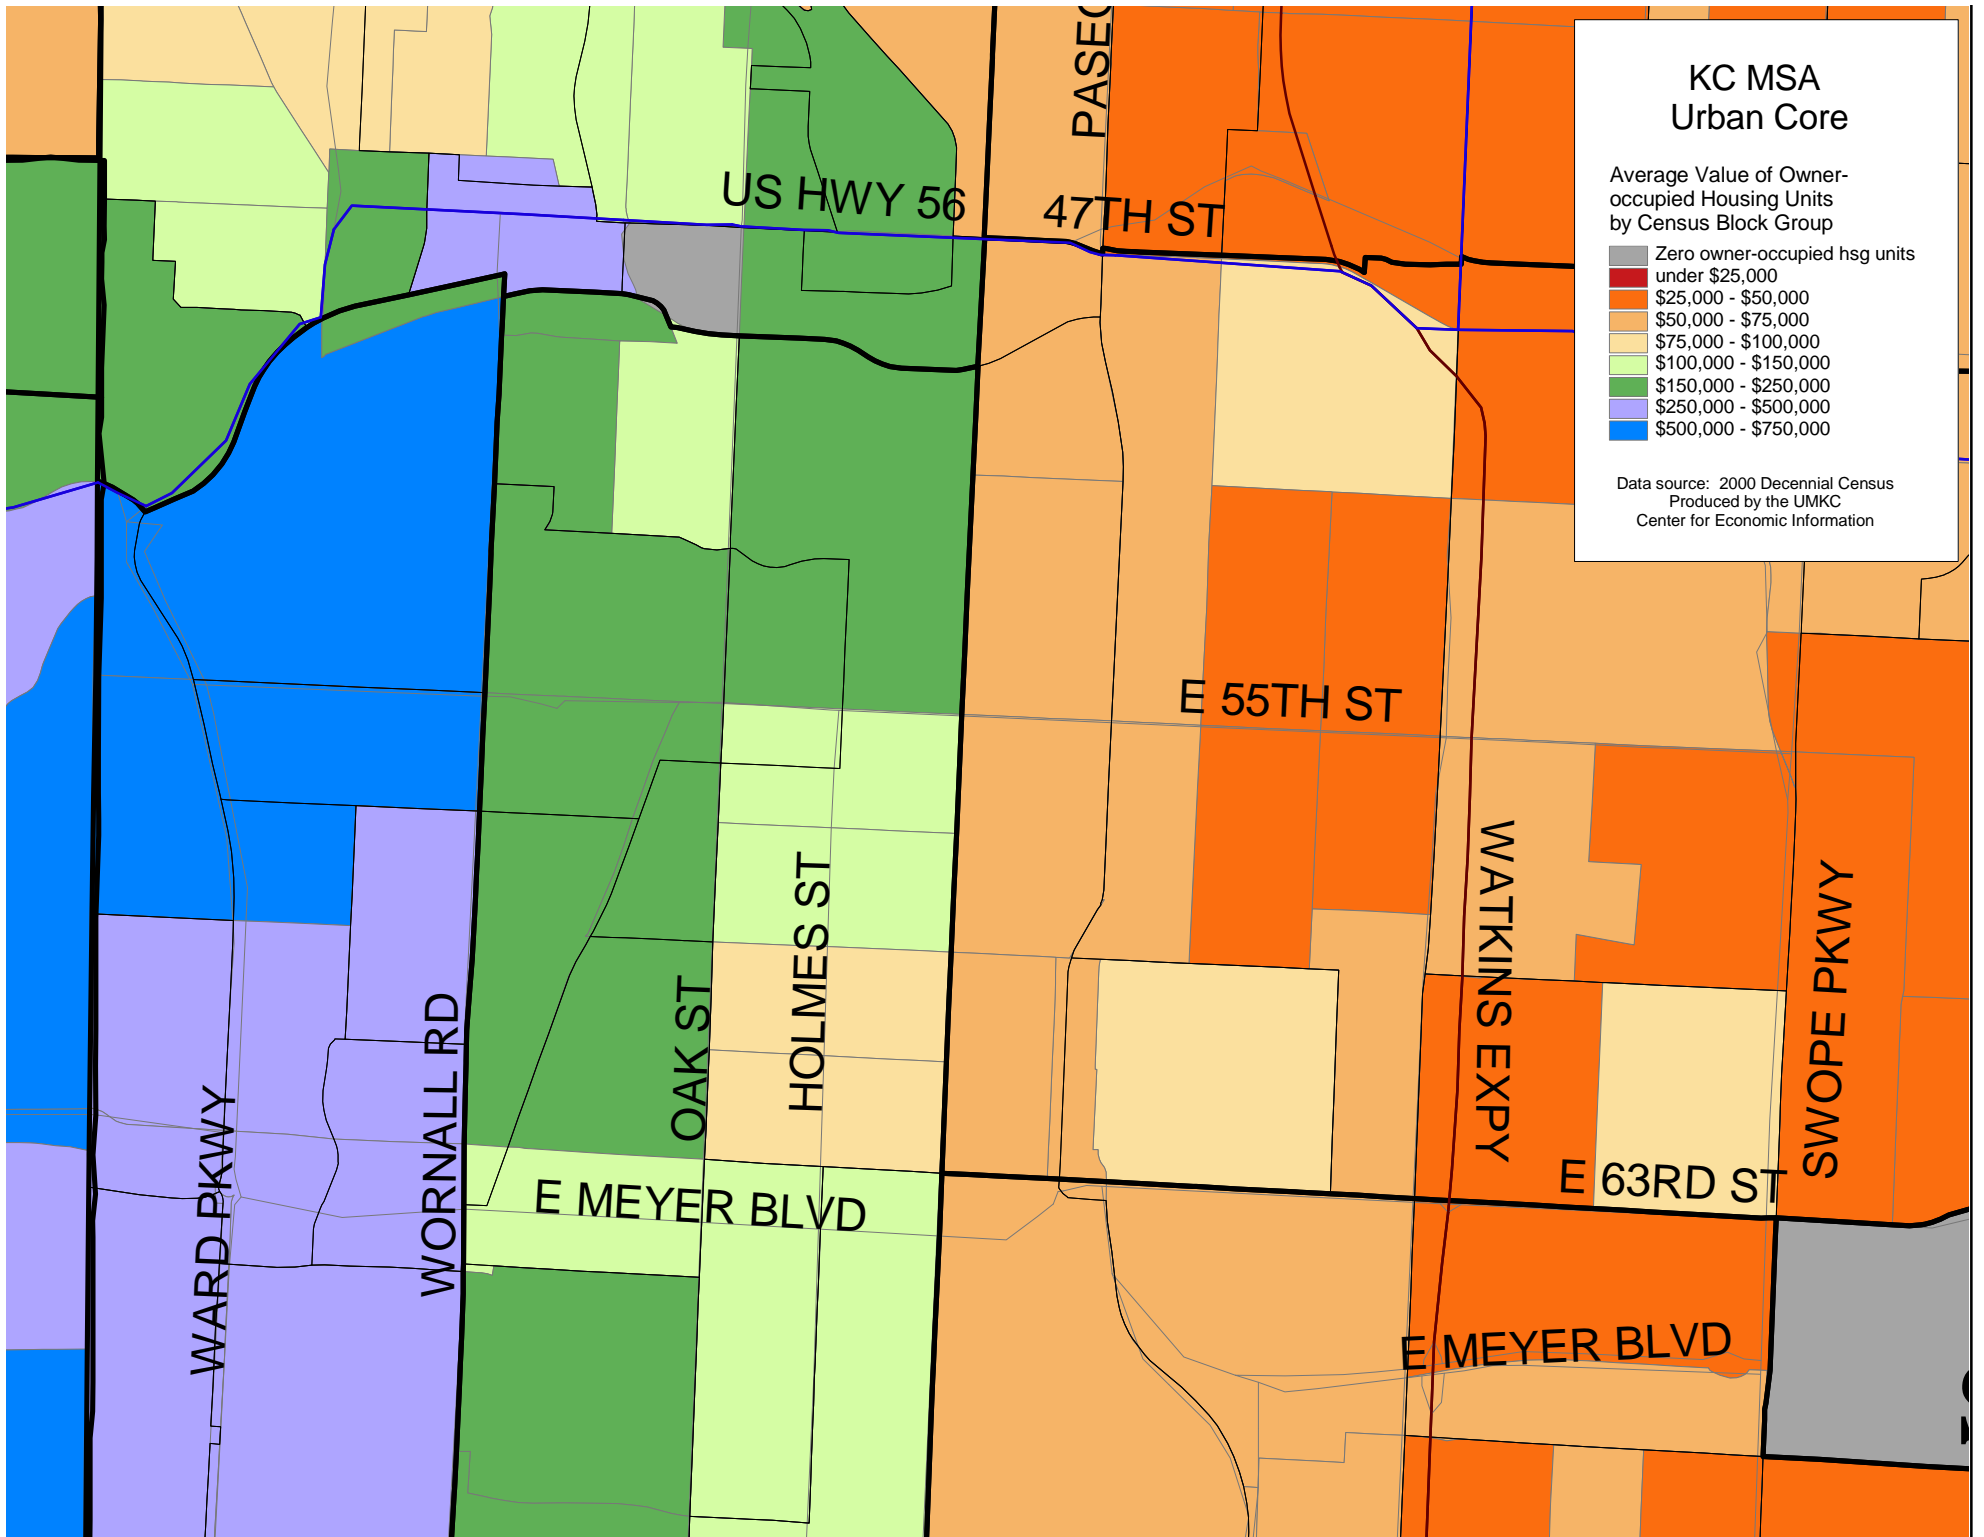 PASEO
KC MSA
Urban Core
Average Value of Owner-
occupied Housing Units
by Census Block Group
Zero owner-occupied hsg units
under $25,000
$25,000 - $50,000
$50,000 - $75,000
$75,000 - $100,000
$100,000 - $150,000
$150,000 - $250,000
$250,000 - $500,000
$500,000 - $750,000
Data source: 2000 Decennial Census
Produced by the UMKC
Center for Economic Information
US HWY 56
47TH ST
E 55TH ST
WATKINS EXPY
SWOPE PKWY
HOLMES ST
OAK ST
WORNALL RD
WARD PKWY
E 63RD ST
E MEYER BLVD
E MEYER BLVD